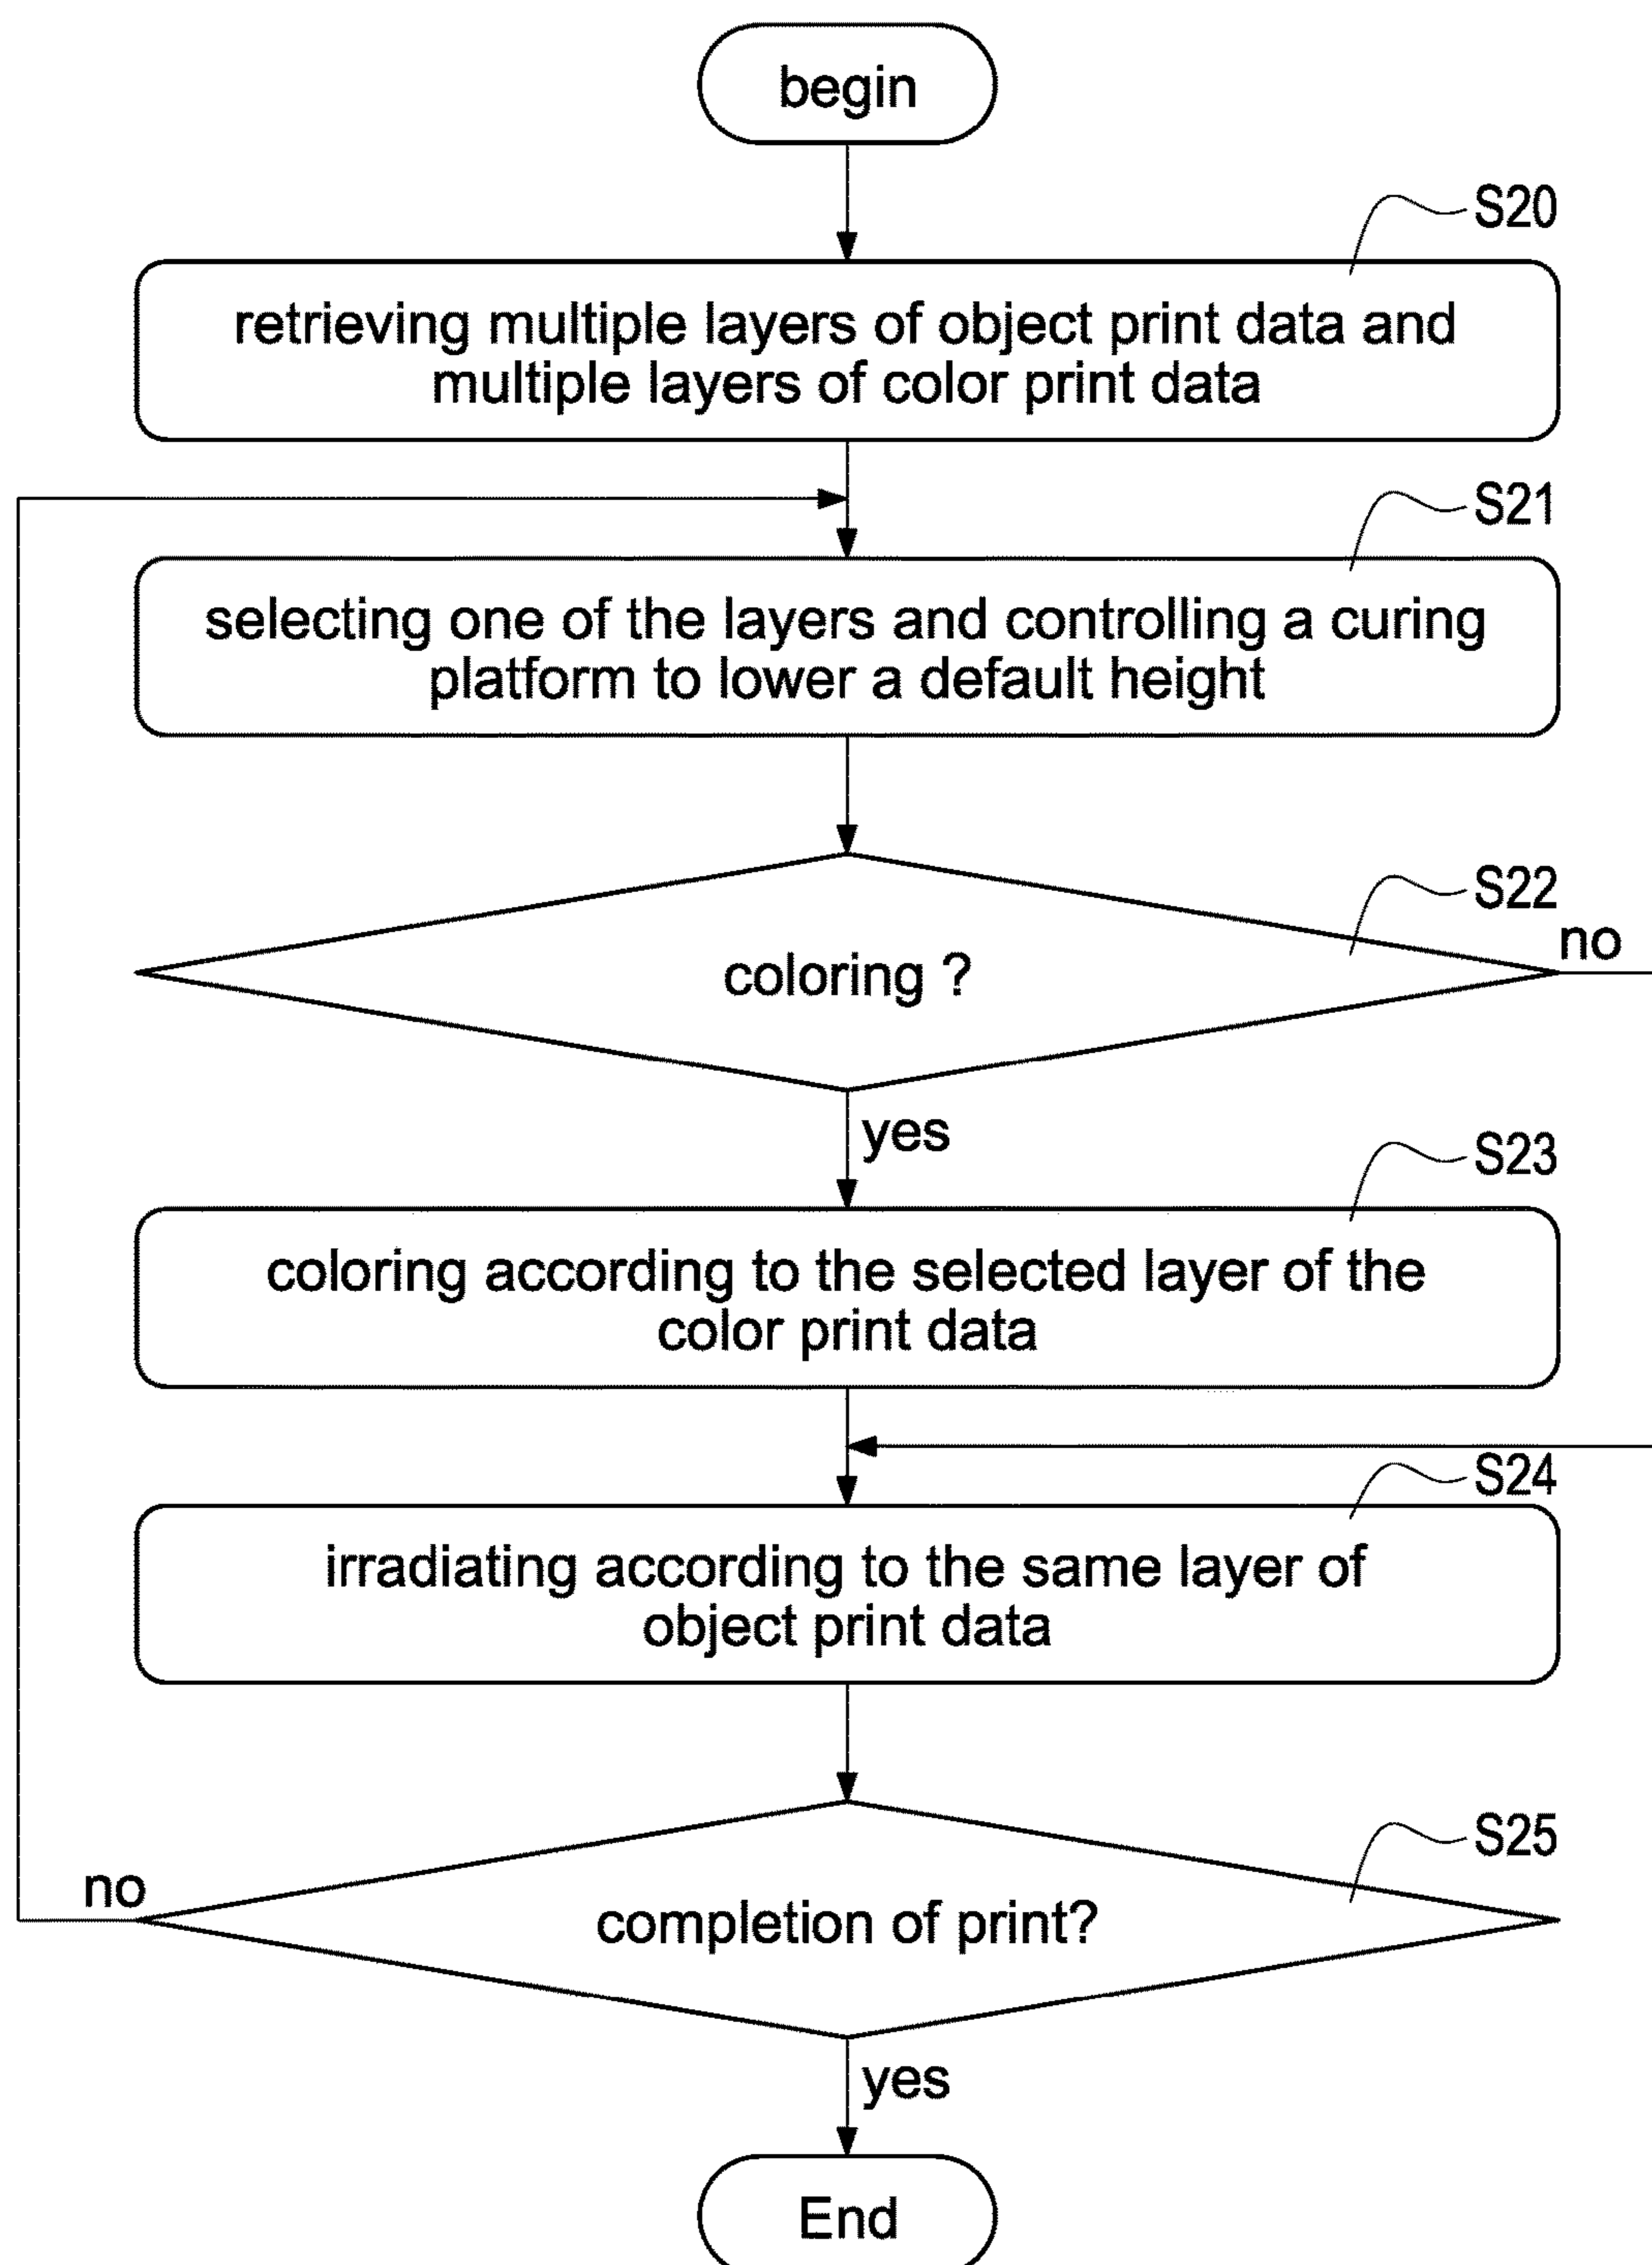 begin
S20
retrieving multiple layers of object print data and
multiple layers of color print data
S21
selecting one of the layers and controlling a curing
platform to lower a default height
S22
no
coloring ?
yes
S23
coloring according to the selected layer of the
color print data
S24
irradiating according to the same layer of
object print data
S25
no
completion of print?
yes
End